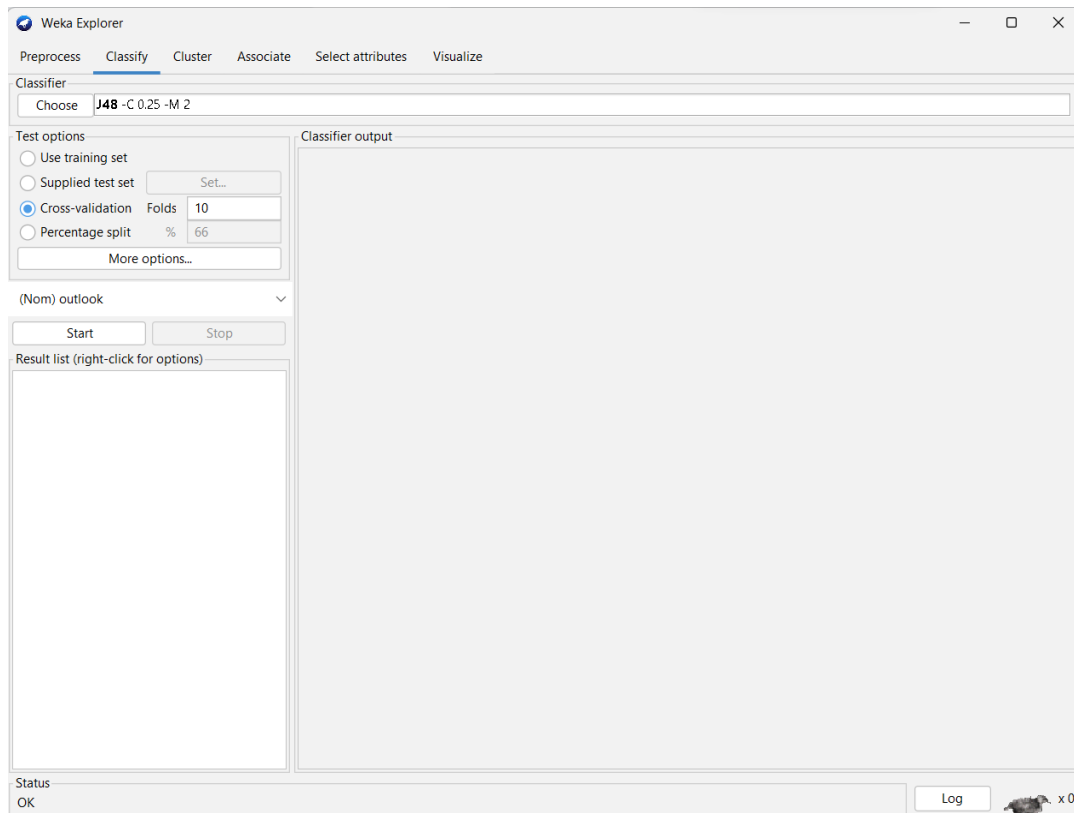 Weka Explorer
Preprocess Classify Cluster Associate Select attributes Visualize
Classifier
Choose J48 -C 0.25 -M 2
Test options
Use training set
Supplied test set Set...
Cross-validation Folds 10
Percentage split % 66
More options...
(Nom) outlook
Start Stop
Result list (right-click for options)
Classifier output
Status
OK
Log x 0